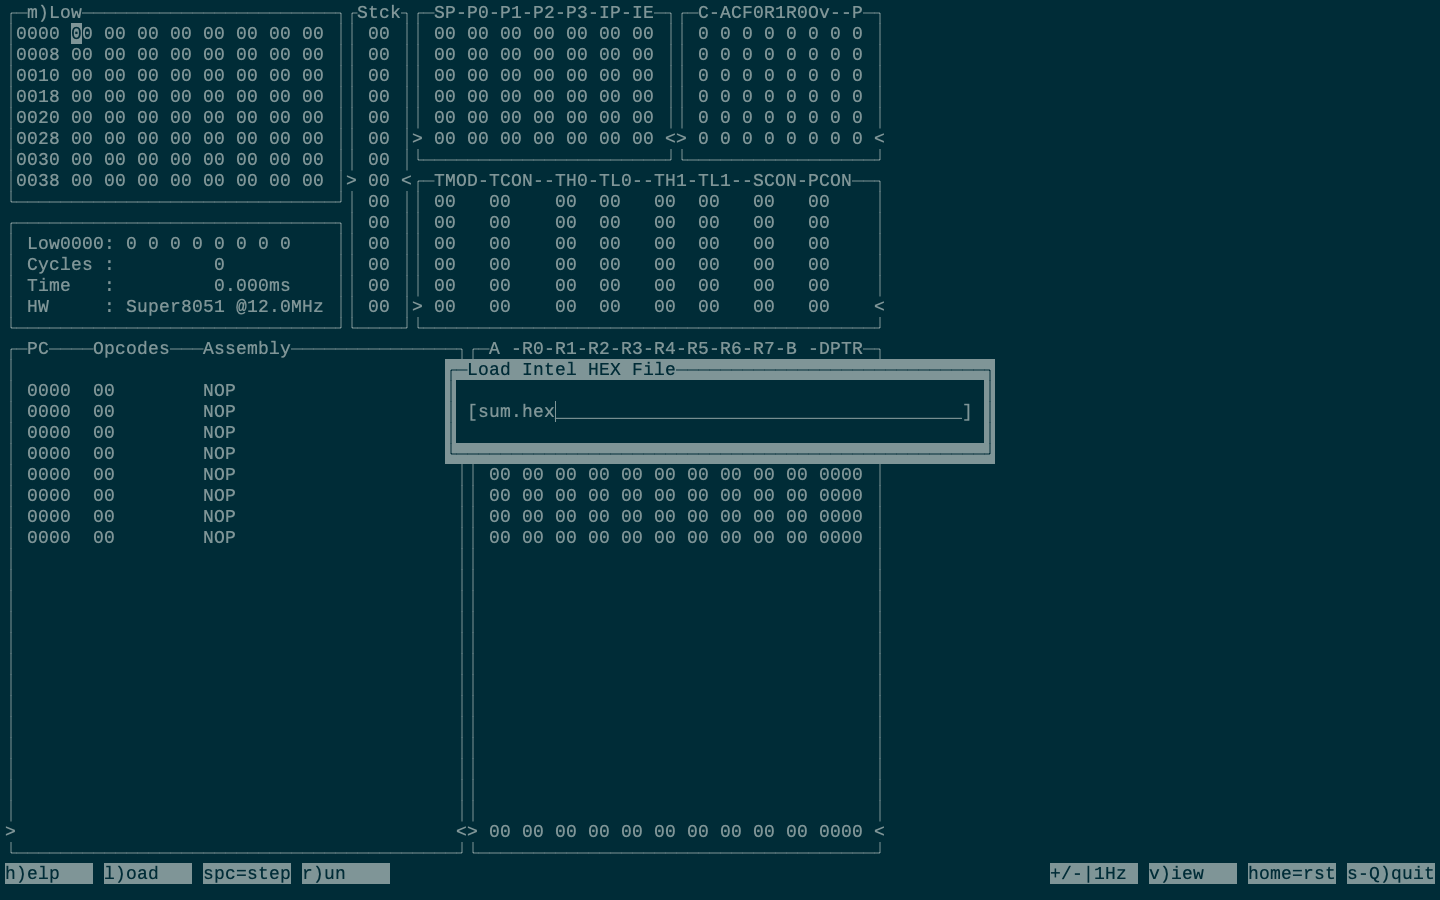 m)Low Stck SP-P0-P1-P2-P3-IP-IE C-ACF0R1R0Ov--P
0000 00 00 00 00 00 00 00 00 00 00 00 00 00 00 00 00 0 0 0 0 0 0 0 0
0008 00 00 00 00 00 00 00 00 00 00 00 00 00 00 00 00 0 0 0 0 0 0 0 0
0010 00 00 00 00 00 00 00 00 00 00 00 00 00 00 00 00 0 0 0 0 0 0 0 0
0018 00 00 00 00 00 00 00 00 00 00 00 00 00 00 00 00 0 0 0 0 0 0 0 0
0020 00 00 00 00 00 00 00 00 00 00 00 00 00 00 00 00 0 0 0 0 0 0 0 0
0028 00 00 00 00 00 00 00 00 00 > 00 00 00 00 00 00 00 <> 0 0 0 0 0 0 0 0 <
0030 00 00 00 00 00 00 00 00 00
0038 00 00 00 00 00 00 00 00 > 00 < TMOD-TCON--TH0-TL0--TH1-TL1--SCON-PCON
00 00 00 00 00 00 00 00 00
00 00 00 00 00 00 00 00 00
Low0000: 0 0 0 0 0 0 0 0 00 00 00 00 00 00 00 00 00
Cycles : 0 00 00 00 00 00 00 00 00 00
Time : 0.000ms 00 00 00 00 00 00 00 00 00
HW : Super8051 @12.0MHz 00 > 00 00 00 00 00 00 00 00 <
PC Opcodes Assembly A -R0-R1-R2-R3-R4-R5-R6-R7-B -DPTR
Load Intel HEX File
0000 00 NOP
0000 00 NOP [sum.hex_____________________________________]
0000 00 NOP
0000 00 NOP
0000 00 NOP 00 00 00 00 00 00 00 00 00 00 0000
0000 00 NOP 00 00 00 00 00 00 00 00 00 00 0000
0000 00 NOP 00 00 00 00 00 00 00 00 00 00 0000
0000 00 NOP 00 00 00 00 00 00 00 00 00 00 0000
> <> 00 00 00 00 00 00 00 00 00 00 0000 <
h)elp l)oad spc=step r)un +/-|1Hz v)iew home=rst s-Q)quit